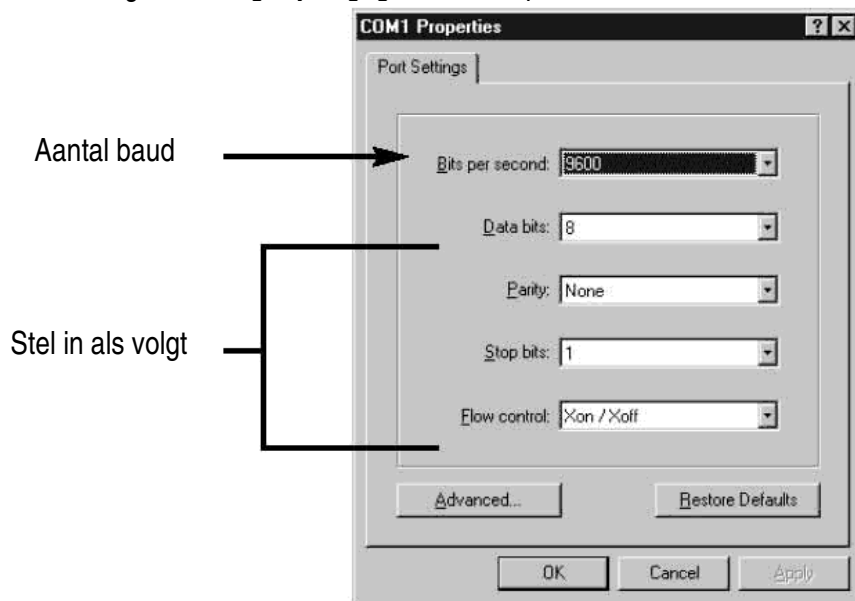 COM1 Properties
Port Settings
Aantal baud
Bits per second: 9600
Data bits: 8
Parity: None
Stel in als volgt
Stop bits: 1
Flow control: Xon / Xoff
Advanced... Restore Defaults
OK Cancel Apply